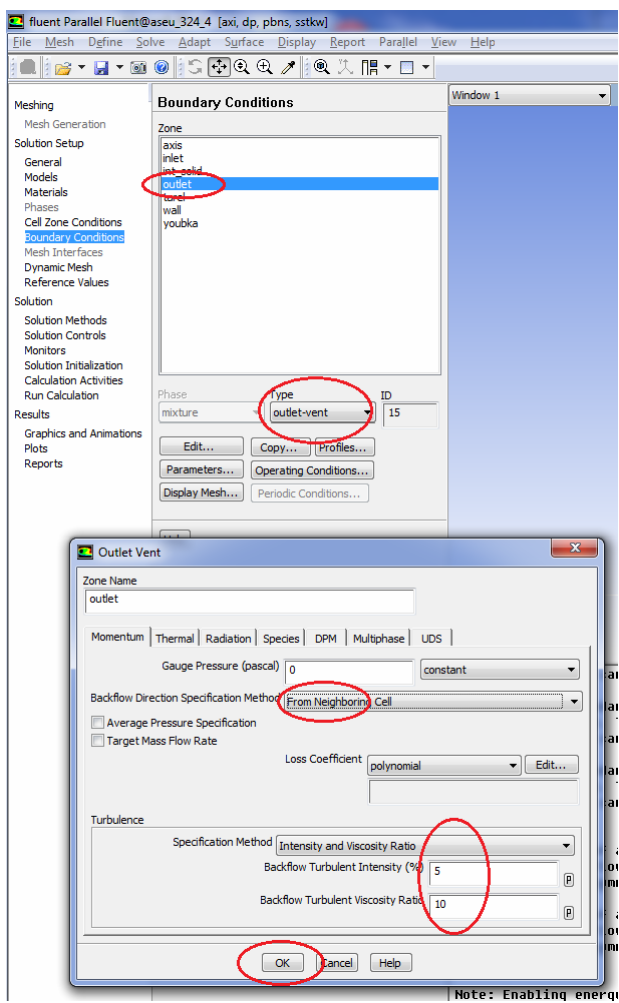 fluent Parallel Fluent@aseu_324_4 [axi, dp, pbns, sstkw]
File Mesh Define Solve Adapt Surface Display Report Parallel View Help
Meshing
Mesh Generation
Solution Setup
General
Models
Materials
Phases
Cell Zone Conditions
Boundary Conditions
Mesh Interfaces
Dynamic Mesh
Reference Values
Solution
Solution Methods
Solution Controls
Monitors
Solution Initialization
Calculation Activities
Run Calculation
Results
Graphics and Animations
Plots
Reports
Boundary Conditions
Zone
axis
inlet
int_solid
outlet
wall
youbka
Phase Type ID
mixture outlet-vent 15
Edit... Copy... Profiles...
Parameters... Operating Conditions...
Display Mesh... Periodic Conditions...
Window 1
Outlet Vent
Zone Name
outlet
Momentum Thermal Radiation Species DPM Multiphase UDS
Gauge Pressure (pascal) 0 constant
Backflow Direction Specification Method From Neighboring Cell
Average Pressure Specification
Target Mass Flow Rate
Loss Coefficient polynomial Edit...
Turbulence
Specification Method Intensity and Viscosity Ratio
Backflow Turbulent Intensity (%) 5 P
Backflow Turbulent Viscosity Ratio 10 P
OK Cancel Help
Note: Enabling energy